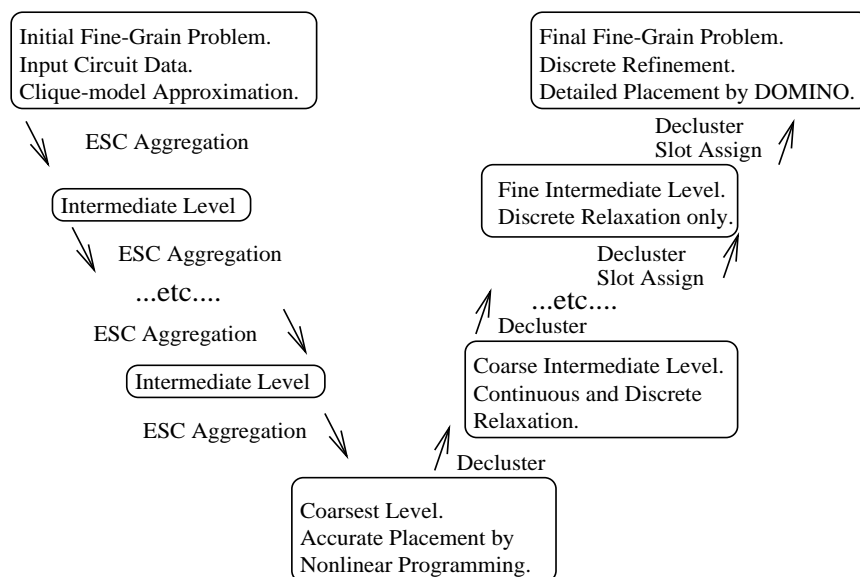 Initial Fine-Grain Problem.
Input Circuit Data.
Clique-model Approximation.
ESC Aggregation
Intermediate Level
ESC Aggregation
...etc....
ESC Aggregation
Intermediate Level
ESC Aggregation
Coarsest Level.
Accurate Placement by
Nonlinear Programming.
Decluster
Coarse Intermediate Level.
Continuous and Discrete
Relaxation.
Decluster
...etc....
Decluster
Slot Assign
Fine Intermediate Level.
Discrete Relaxation only.
Decluster
Slot Assign
Final Fine-Grain Problem.
Discrete Refinement.
Detailed Placement by DOMINO.